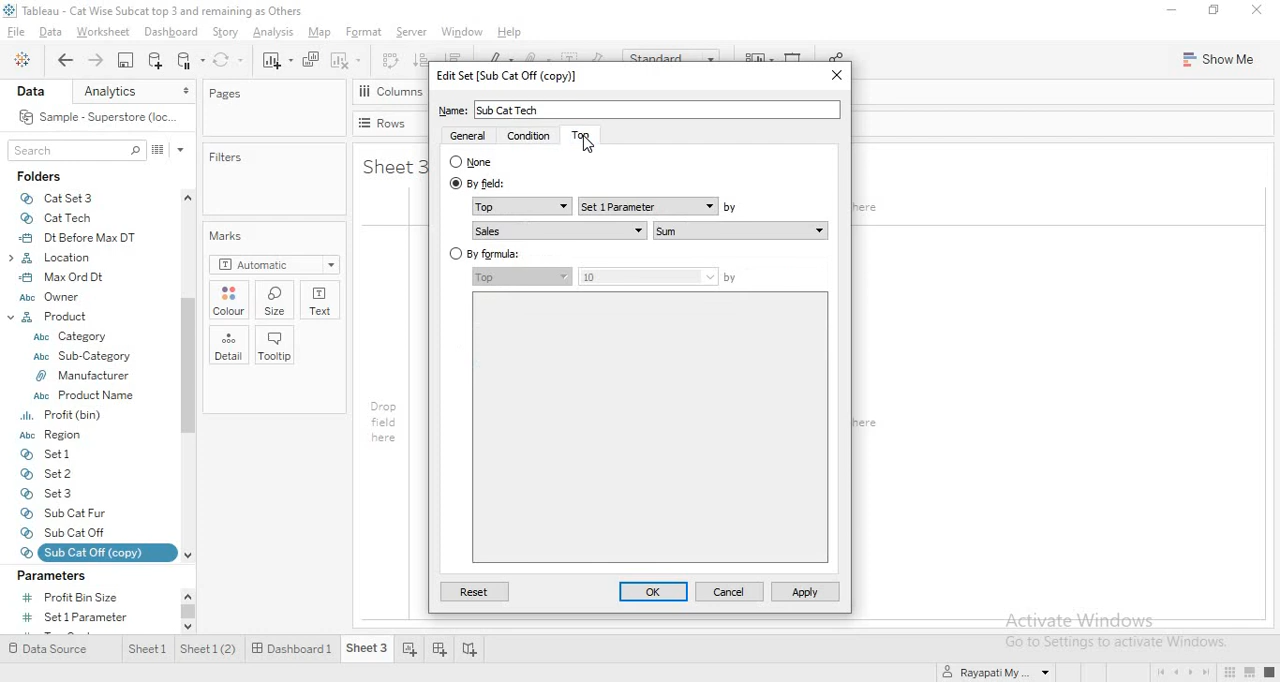 Tableau - Cat Wise Subcat top 3 and remaining as Others
File Data Worksheet Dashboard Story Analysis Map Format Server Window Help
Standard
Show Me
Data Analytics
Sample - Superstore (loc...
Search
Folders
Cat Set 3
Cat Tech
Dt Before Max DT
Location
Max Ord Dt
Abc Owner
Product
Abc Category
Abc Sub-Category
Manufacturer
Abc Product Name
Profit (bin)
Abc Region
Set 1
Set 2
Set 3
Sub Cat Fur
Sub Cat Off
Sub Cat Off (copy)
Parameters
Profit Bin Size
Set 1 Parameter
Pages
Filters
Marks
Automatic
Colour Size Text
Detail Tooltip
Columns
Rows
Sheet 3
Drop
field
here
here
here
Edit Set [Sub Cat Off (copy)]
Name: Sub Cat Tech
General Condition Top
None
By field:
Top Set 1 Parameter by
Sales Sum
By formula:
Top 10 by
Reset OK Cancel Apply
Activate Windows
Go to Settings to activate Windows.
Data Source Sheet 1 Sheet 1 (2) Dashboard 1 Sheet 3
Rayapati My ...